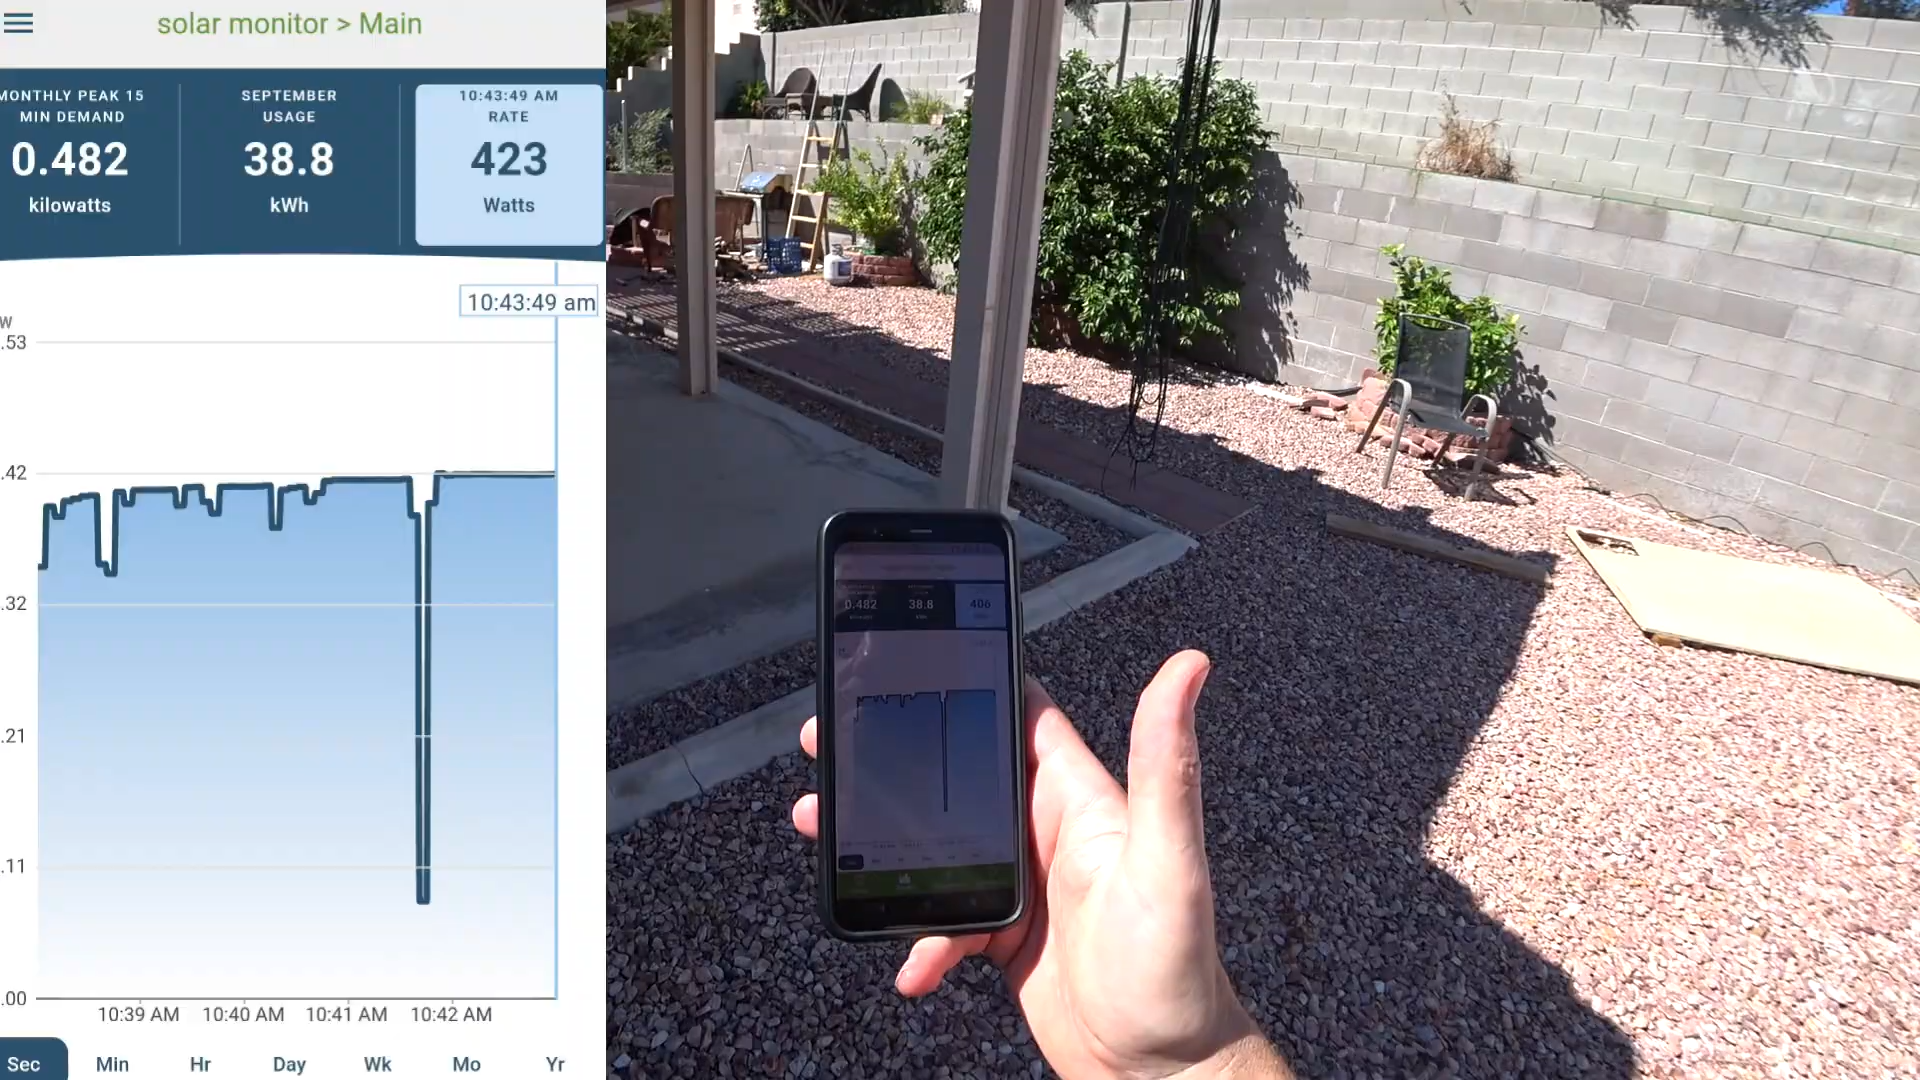 solar monitor > Main
MONTHLY PEAK 15
MIN DEMAND
0.482
kilowatts
SEPTEMBER
USAGE
38.8
kWh
10:43:49 AM
RATE
423
Watts
10:43:49 am
W
.53
.42
.32
.21
.11
.00
10:39 AM 10:40 AM 10:41 AM 10:42 AM
Sec Min Hr Day Wk Mo Yr
0.482 38.8 406